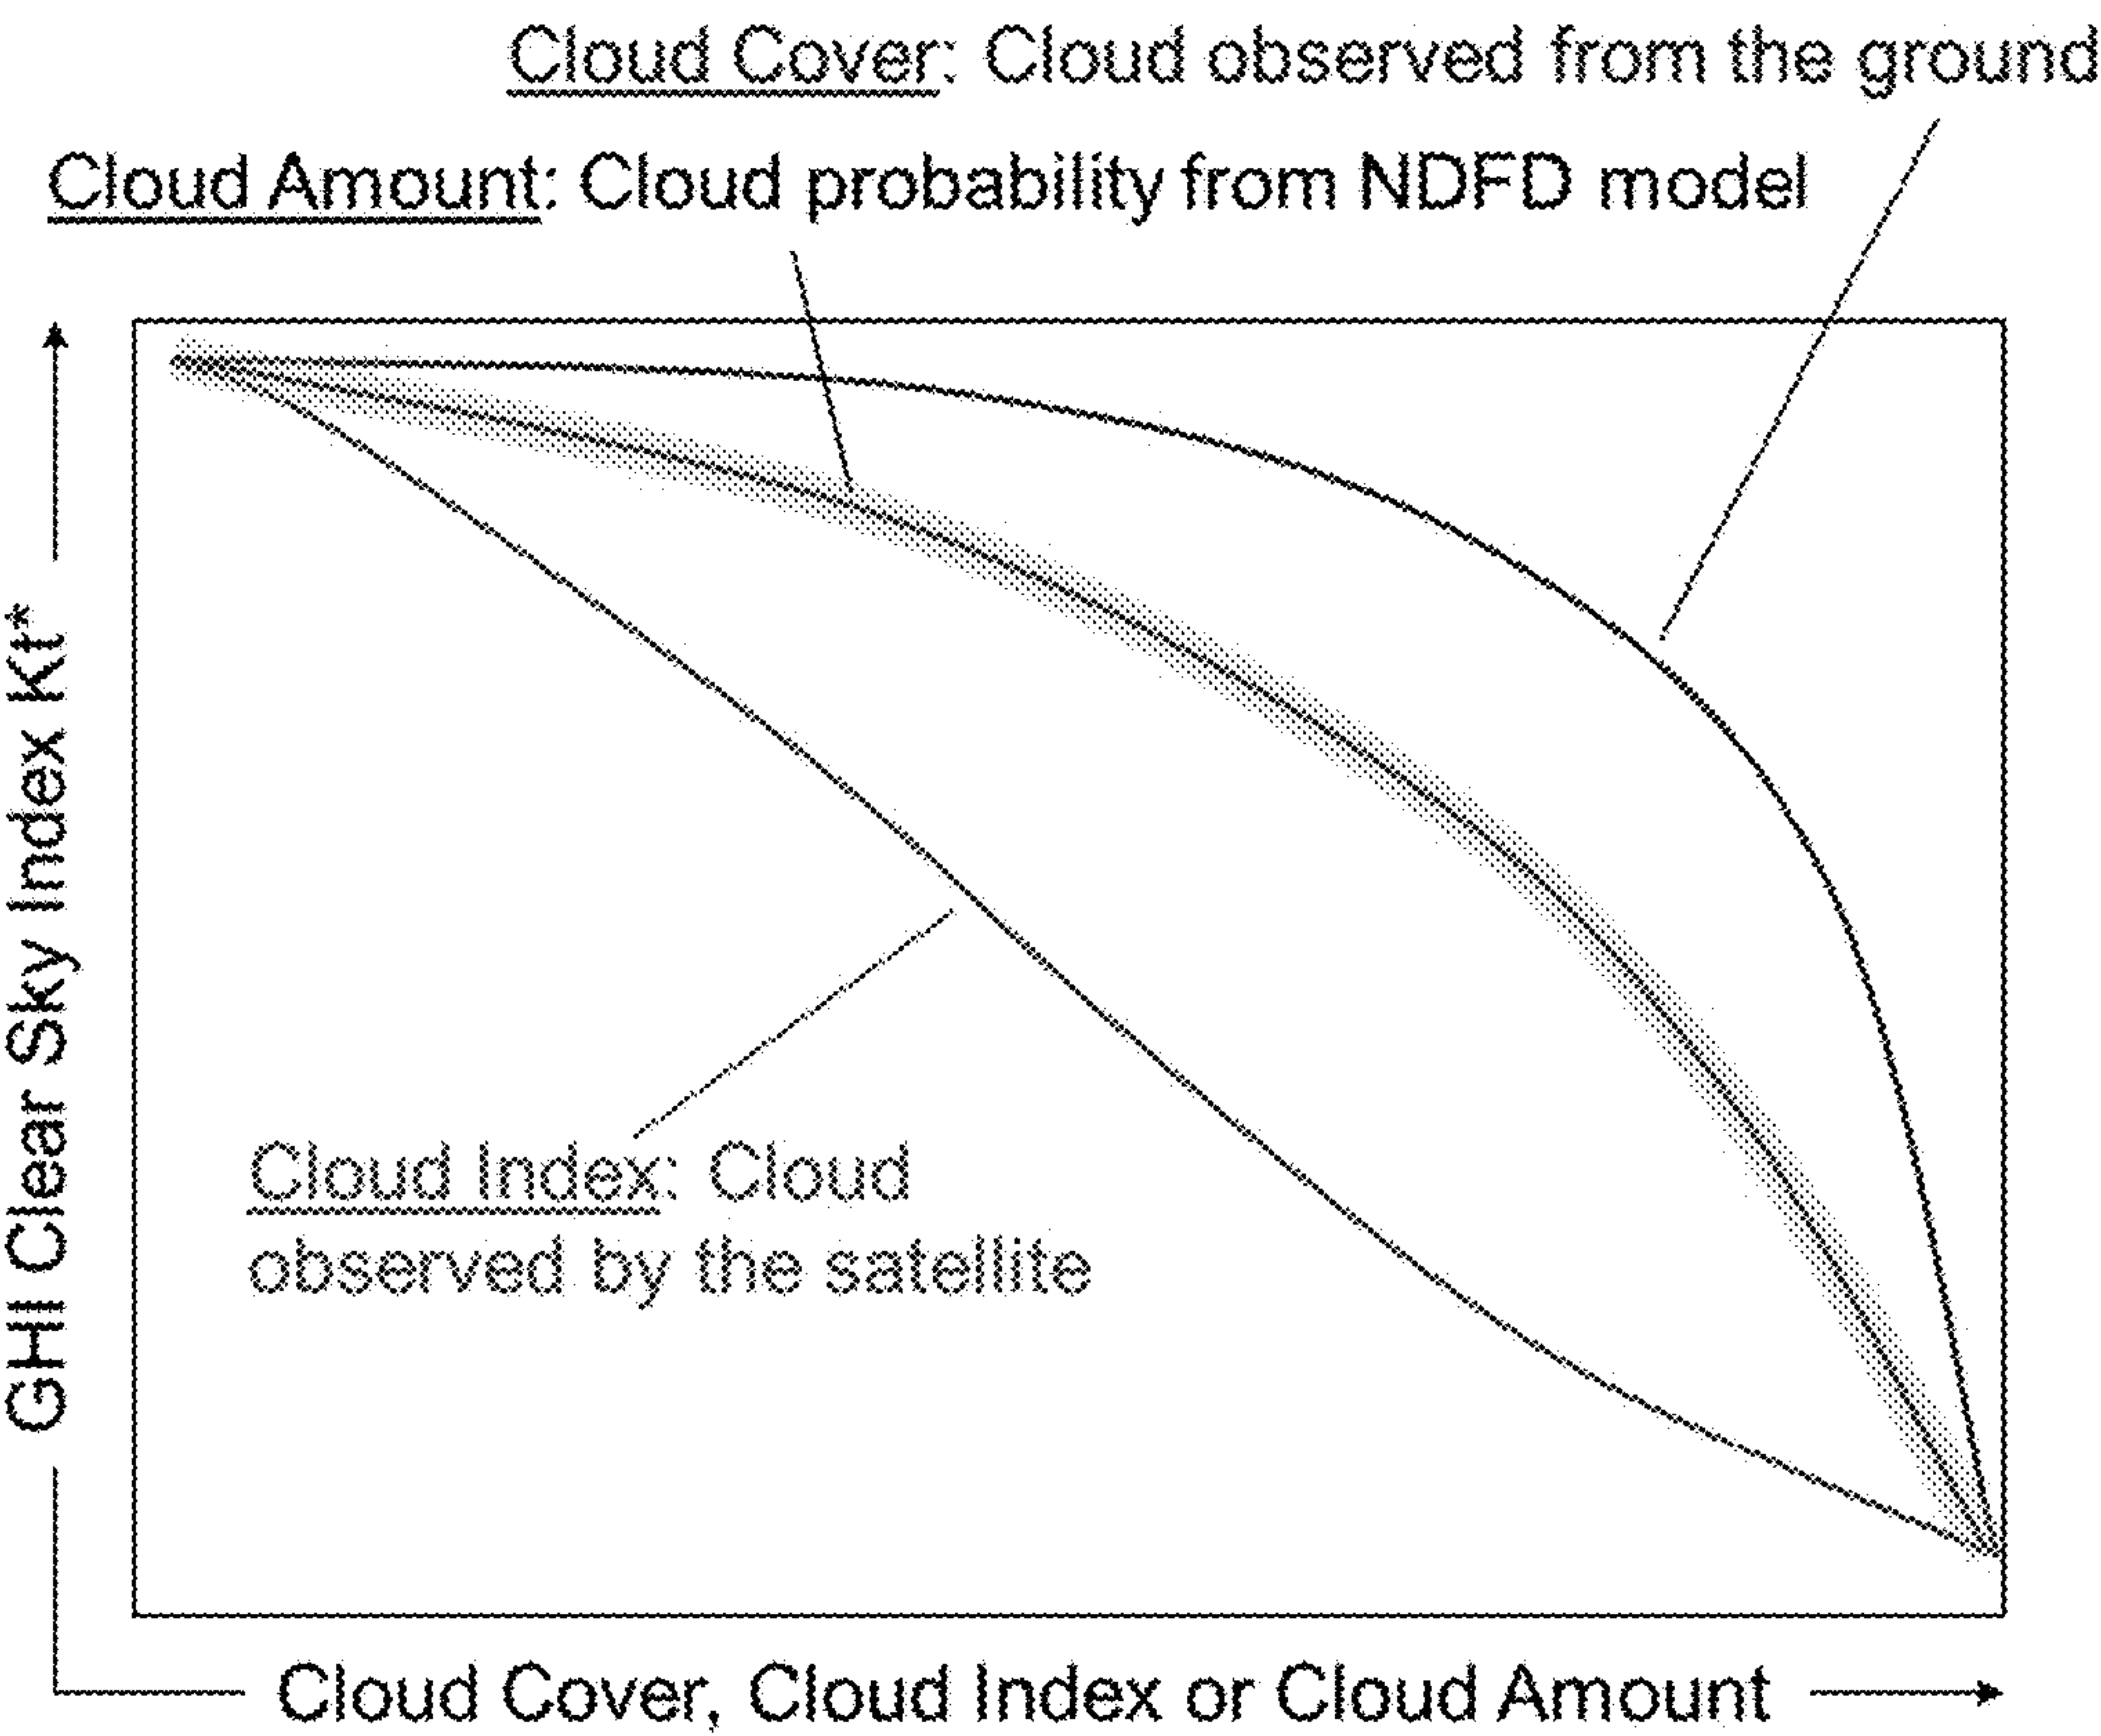 Cloud Cover: Cloud observed from the ground
Cloud Amount: Cloud probability from NDFD model
GHI Clear Sky Index Kt*
Cloud Index: Cloud
observed by the satellite
Cloud Cover, Cloud Index or Cloud Amount